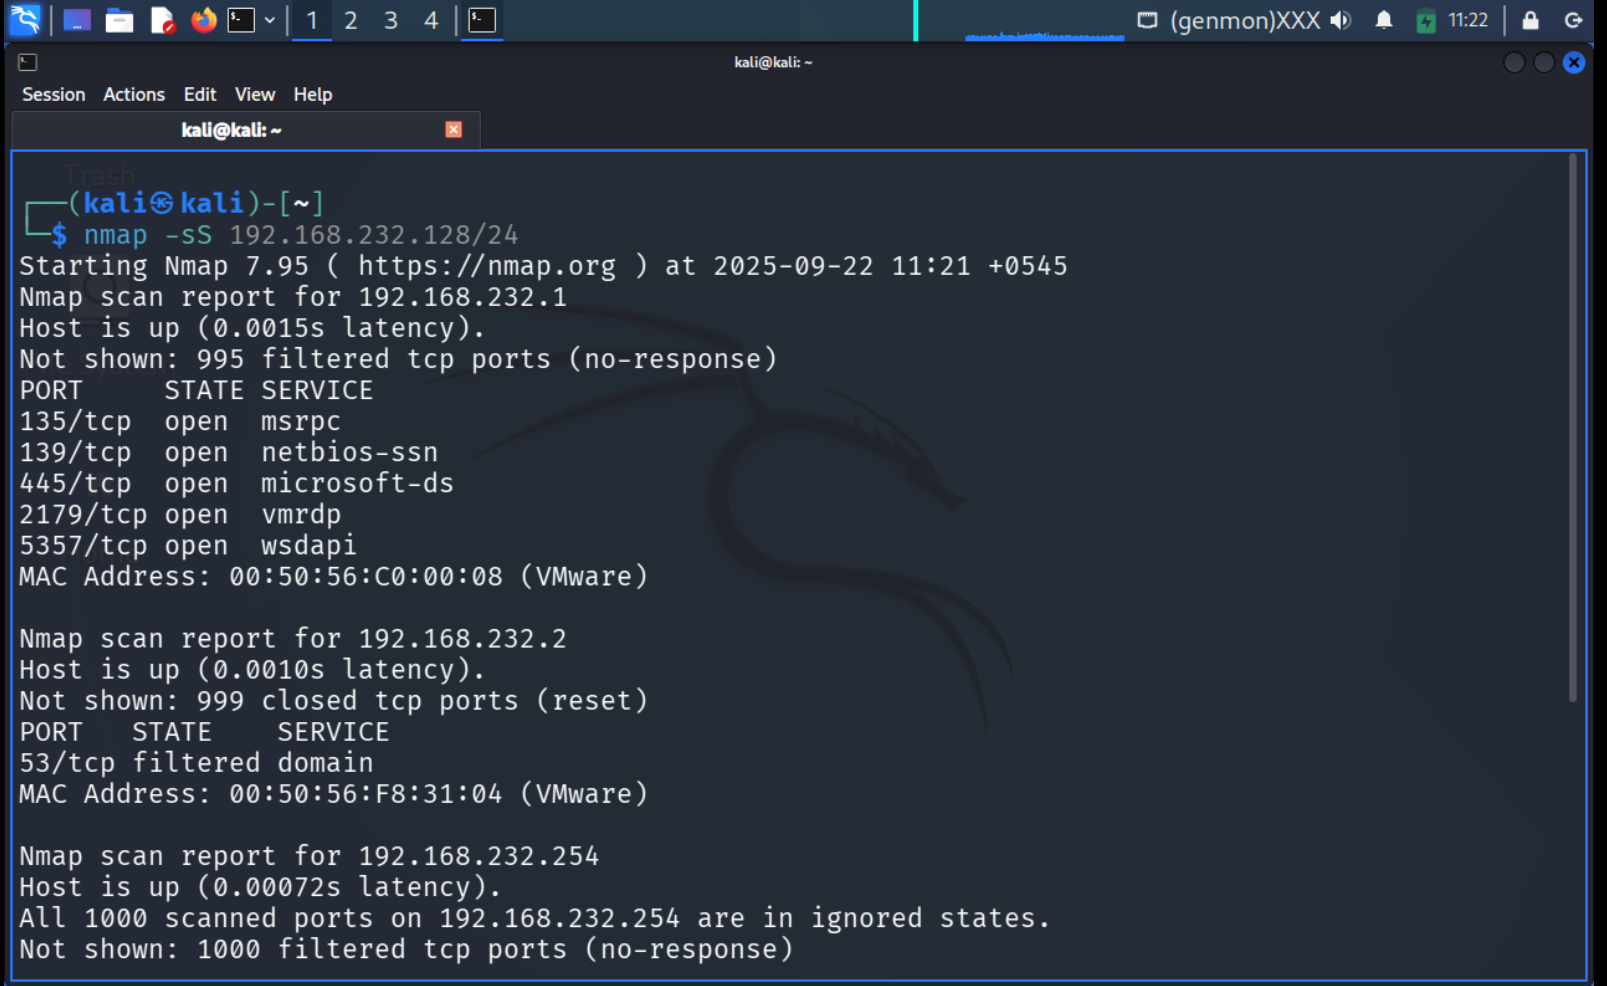 1 2 3 4 (genmon)XXX 11:22
kali@kali: ~
Session Actions Edit View Help
kali@kali: ~
Trash
(kali㉿kali)-[~]
$ nmap -sS 192.168.232.128/24
Starting Nmap 7.95 ( https://nmap.org ) at 2025-09-22 11:21 +0545
Nmap scan report for 192.168.232.1
Host is up (0.0015s latency).
Not shown: 995 filtered tcp ports (no-response)
PORT     STATE SERVICE
135/tcp  open  msrpc
139/tcp  open  netbios-ssn
445/tcp  open  microsoft-ds
2179/tcp open  vmrdp
5357/tcp open  wsdapi
MAC Address: 00:50:56:C0:00:08 (VMware)
Nmap scan report for 192.168.232.2
Host is up (0.0010s latency).
Not shown: 999 closed tcp ports (reset)
PORT   STATE    SERVICE
53/tcp filtered domain
MAC Address: 00:50:56:F8:31:04 (VMware)
Nmap scan report for 192.168.232.254
Host is up (0.00072s latency).
All 1000 scanned ports on 192.168.232.254 are in ignored states.
Not shown: 1000 filtered tcp ports (no-response)